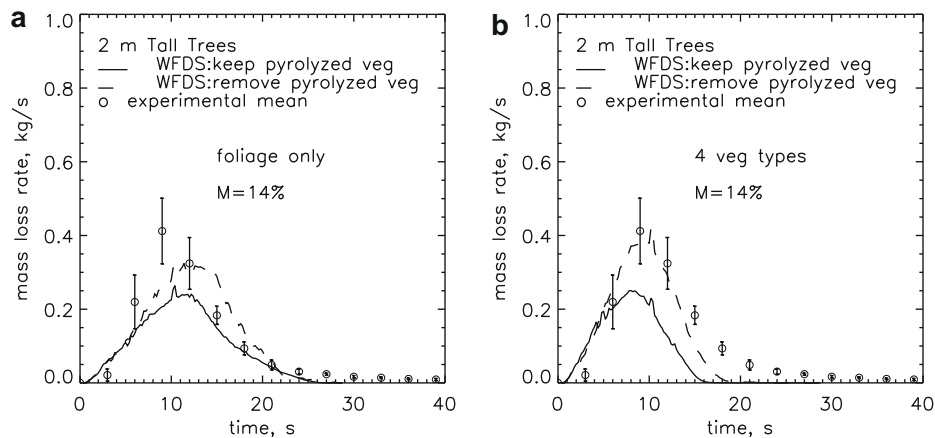 a
2 m Tall Trees
WFDS:keep pyrolyzed veg
WFDS:remove pyrolyzed veg
experimental mean
foliage only
M=14%
mass loss rate, kg/s
1.0
0.8
0.6
0.4
0.2
0.0
0 10 20 30 40
time, s
b
2 m Tall Trees
WFDS:keep pyrolyzed veg
WFDS:remove pyrolyzed veg
experimental mean
4 veg types
M=14%
mass loss rate, kg/s
1.0
0.8
0.6
0.4
0.2
0.0
0 10 20 30 40
time, s